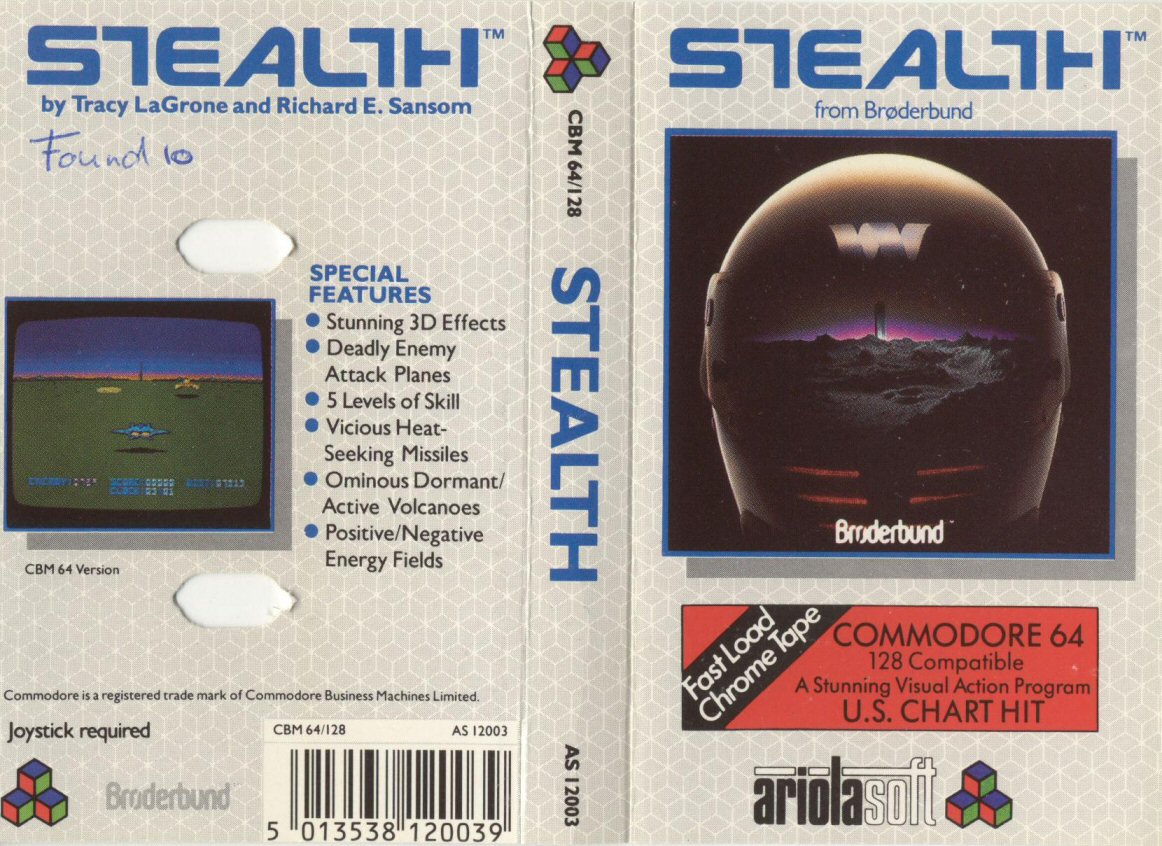 STEALTH™
by Tracy LaGrone and Richard E. Sansom
Found 10
SPECIAL
FEATURES
● Stunning 3D Effects
● Deadly Enemy
Attack Planes
● 5 Levels of Skill
● Vicious Heat-
Seeking Missiles
● Ominous Dormant/
Active Volcanoes
● Positive/Negative
Energy Fields
CBM 64 Version
Commodore is a registered trade mark of Commodore Business Machines Limited.
Joystick required
Brøderbund
CBM 64/128 AS 12003
5 013538 120039
CBM 64/128
STEALTH
AS 12003
STEALTH™
from Brøderbund
Brøderbund
Fast Load
Chrome Tape
COMMODORE 64
128 Compatible
A Stunning Visual Action Program
U.S. CHART HIT
ariolasoft